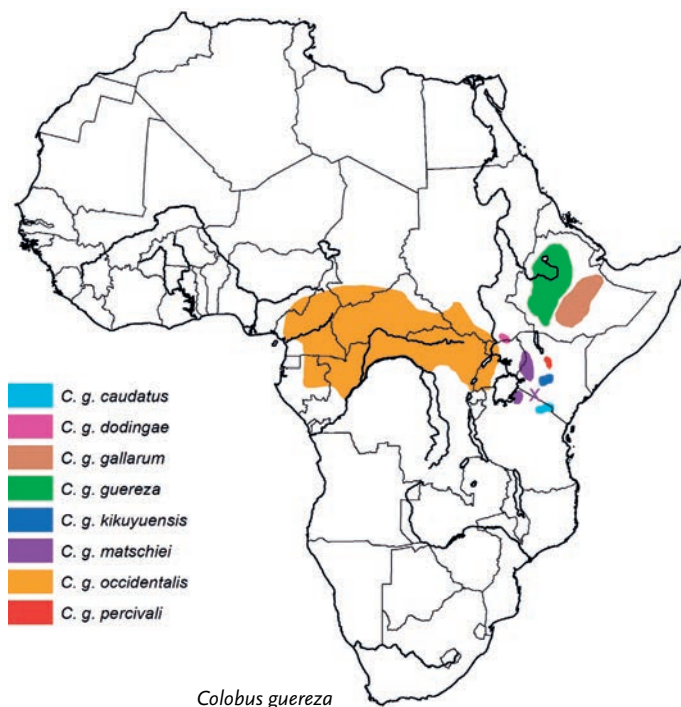 C. g. caudatus
C. g. dodingae
C. g. gallarum
C. g. guereza
C. g. kikuyuensis
C. g. matschiei
C. g. occidentalis
C. g. percivali
X
Colobus guereza